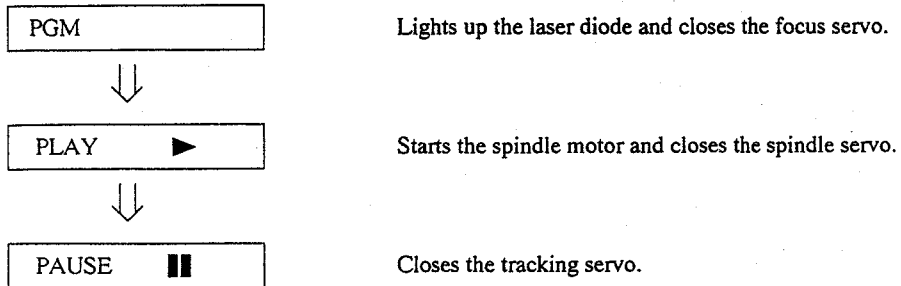 PGM Lights up the laser diode and closes the focus servo.
PLAY ► Starts the spindle motor and closes the spindle servo.
PAUSE ▮▮ Closes the tracking servo.